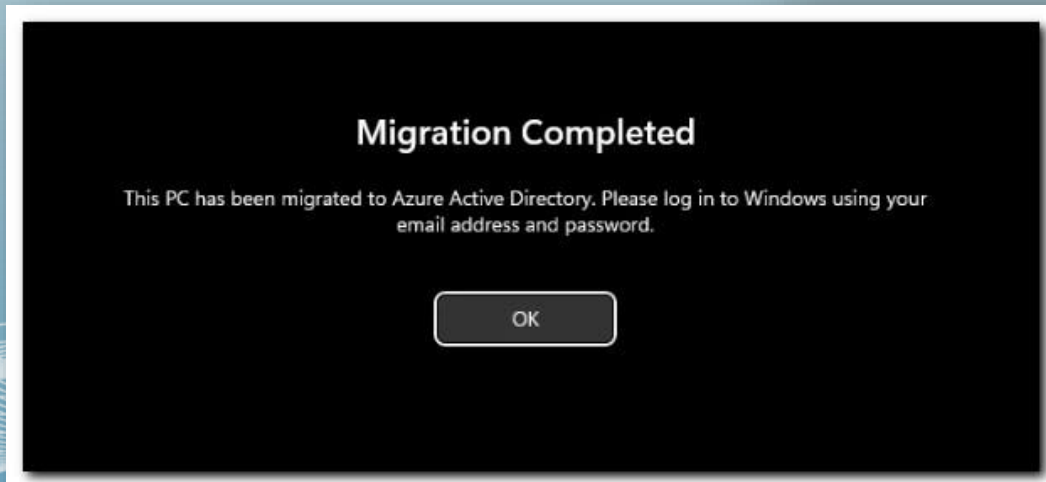 Migration Completed
This PC has been migrated to Azure Active Directory. Please log in to Windows using your
email address and password.
OK